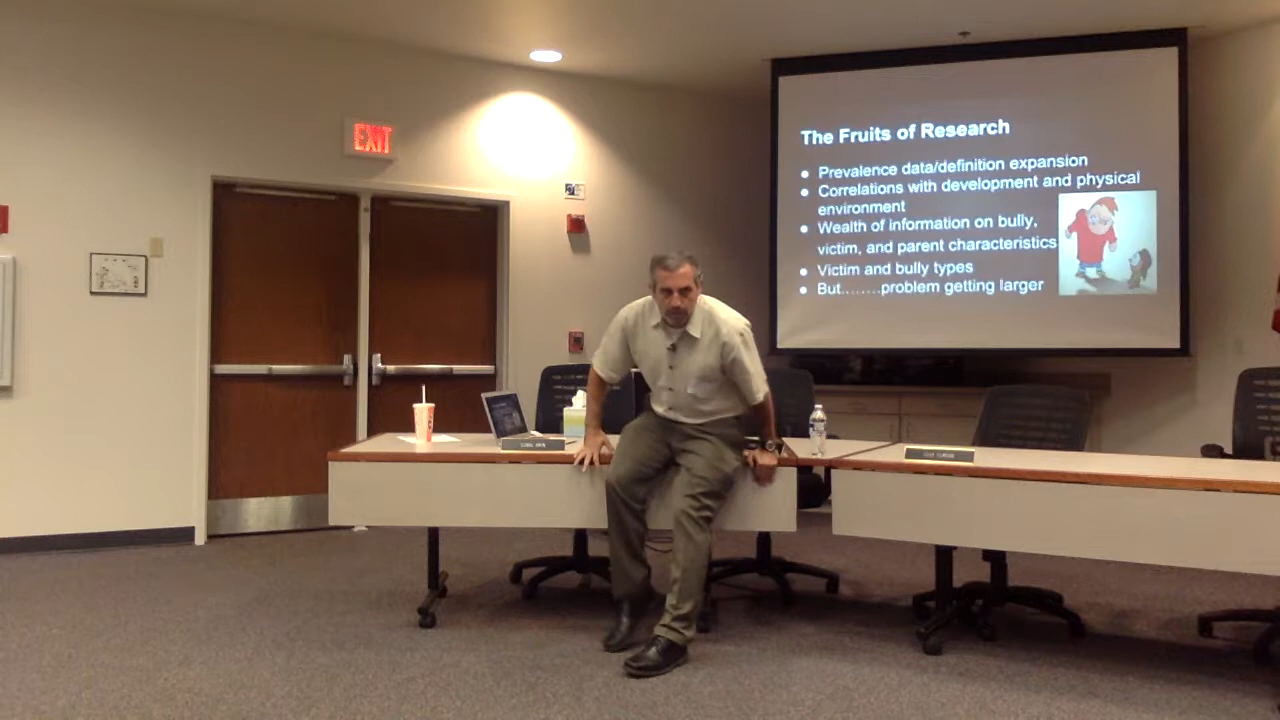 EXIT
The Fruits of Research
● Prevalence data/definition expansion
● Correlations with development and physical
environment
● Wealth of information on bully,
victim, and parent characteristics
● Victim and bully types
● But........problem getting larger